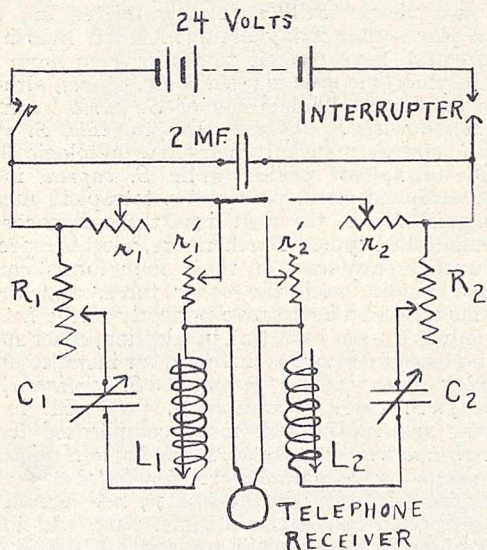 24 VOLTS
INTERRUPTER
2 MF.
r₁ r₁' r₂' r₂
R₁ R₂
C₁ C₂
L₁ L₂
TELEPHONE
RECEIVER